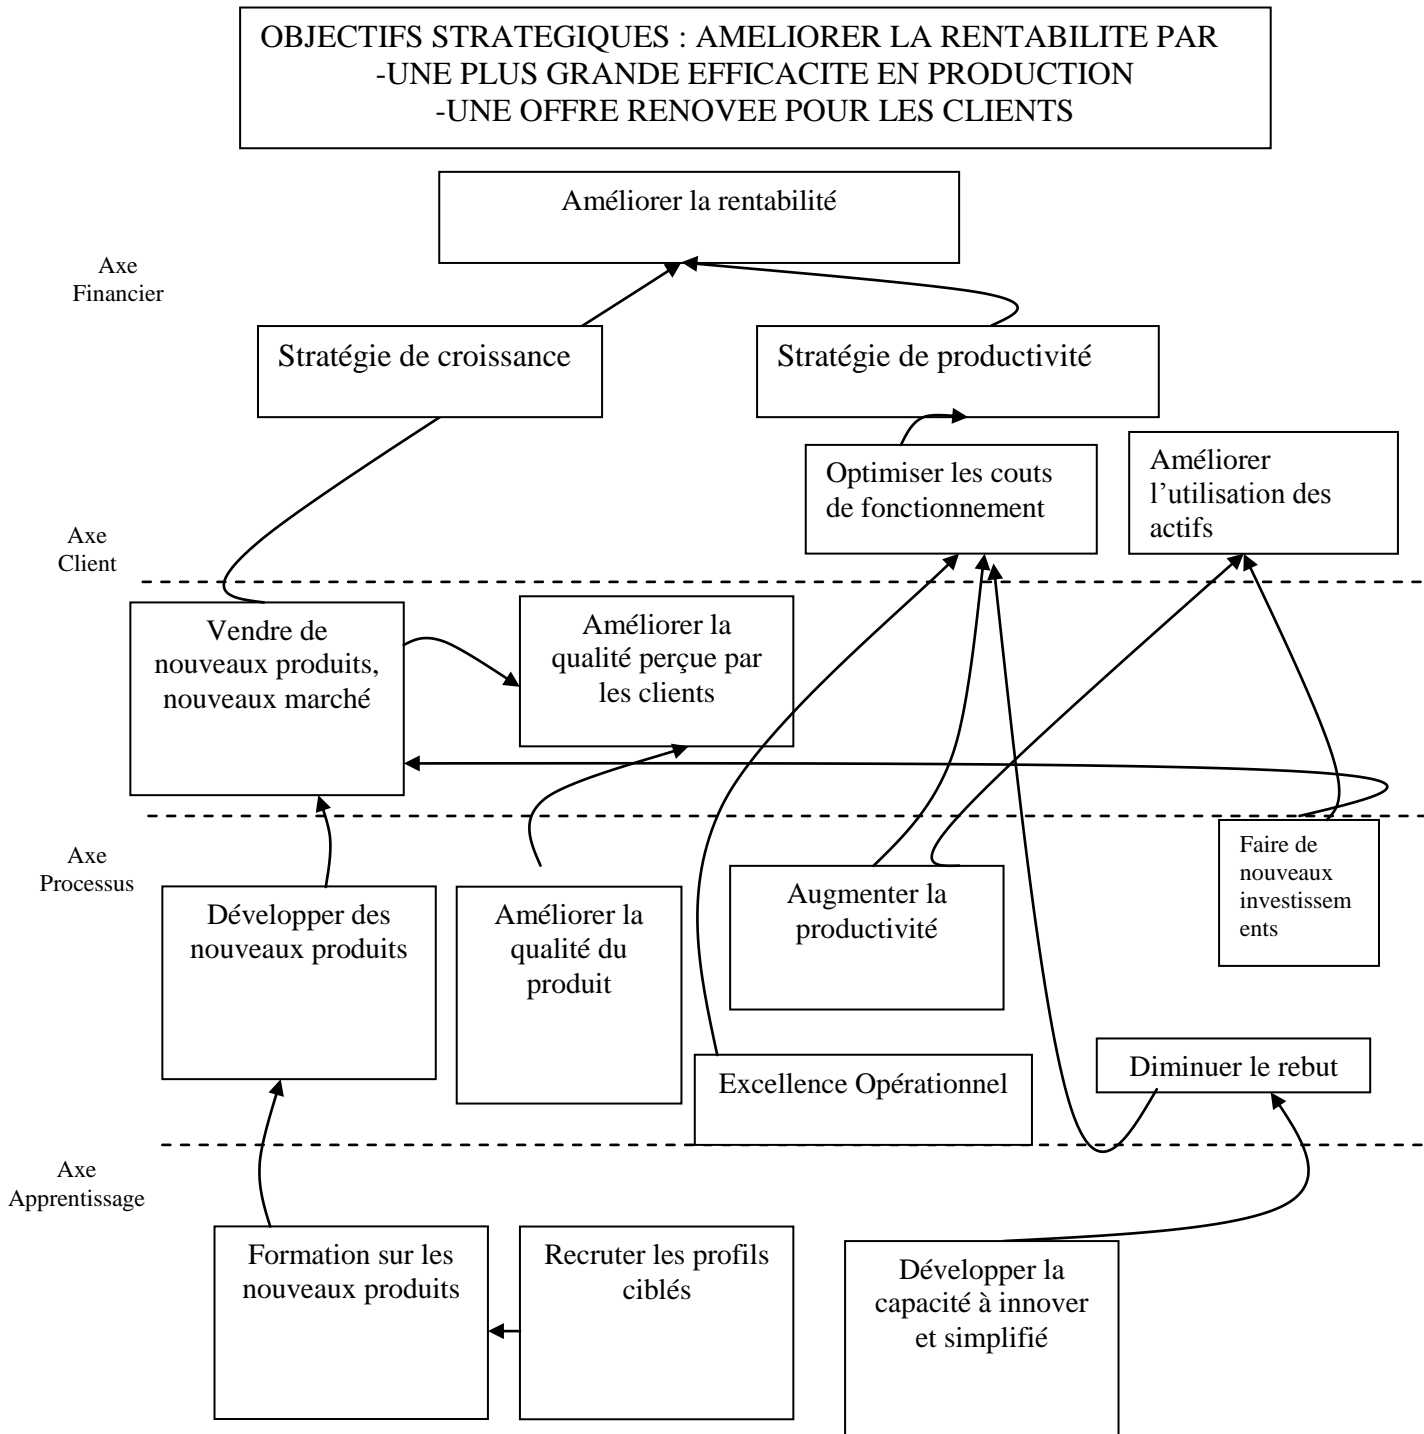 OBJECTIFS STRATEGIQUES : AMELIORER LA RENTABILITE PAR
-UNE PLUS GRANDE EFFICACITE EN PRODUCTION
-UNE OFFRE RENOVEE POUR LES CLIENTS
Améliorer la rentabilité
Axe
Financier
Stratégie de croissance
Stratégie de productivité
Optimiser les couts
de fonctionnement
Améliorer
l’utilisation des
actifs
Axe
Client
Vendre de
nouveaux produits,
nouveaux marché
Améliorer la
qualité perçue par
les clients
Axe
Processus
Développer des
nouveaux produits
Améliorer la
qualité du
produit
Augmenter la
productivité
Faire de
nouveaux
investissem
ents
Excellence Opérationnel
Diminuer le rebut
Axe
Apprentissage
Formation sur les
nouveaux produits
Recruter les profils
ciblés
Développer la
capacité à innover
et simplifié